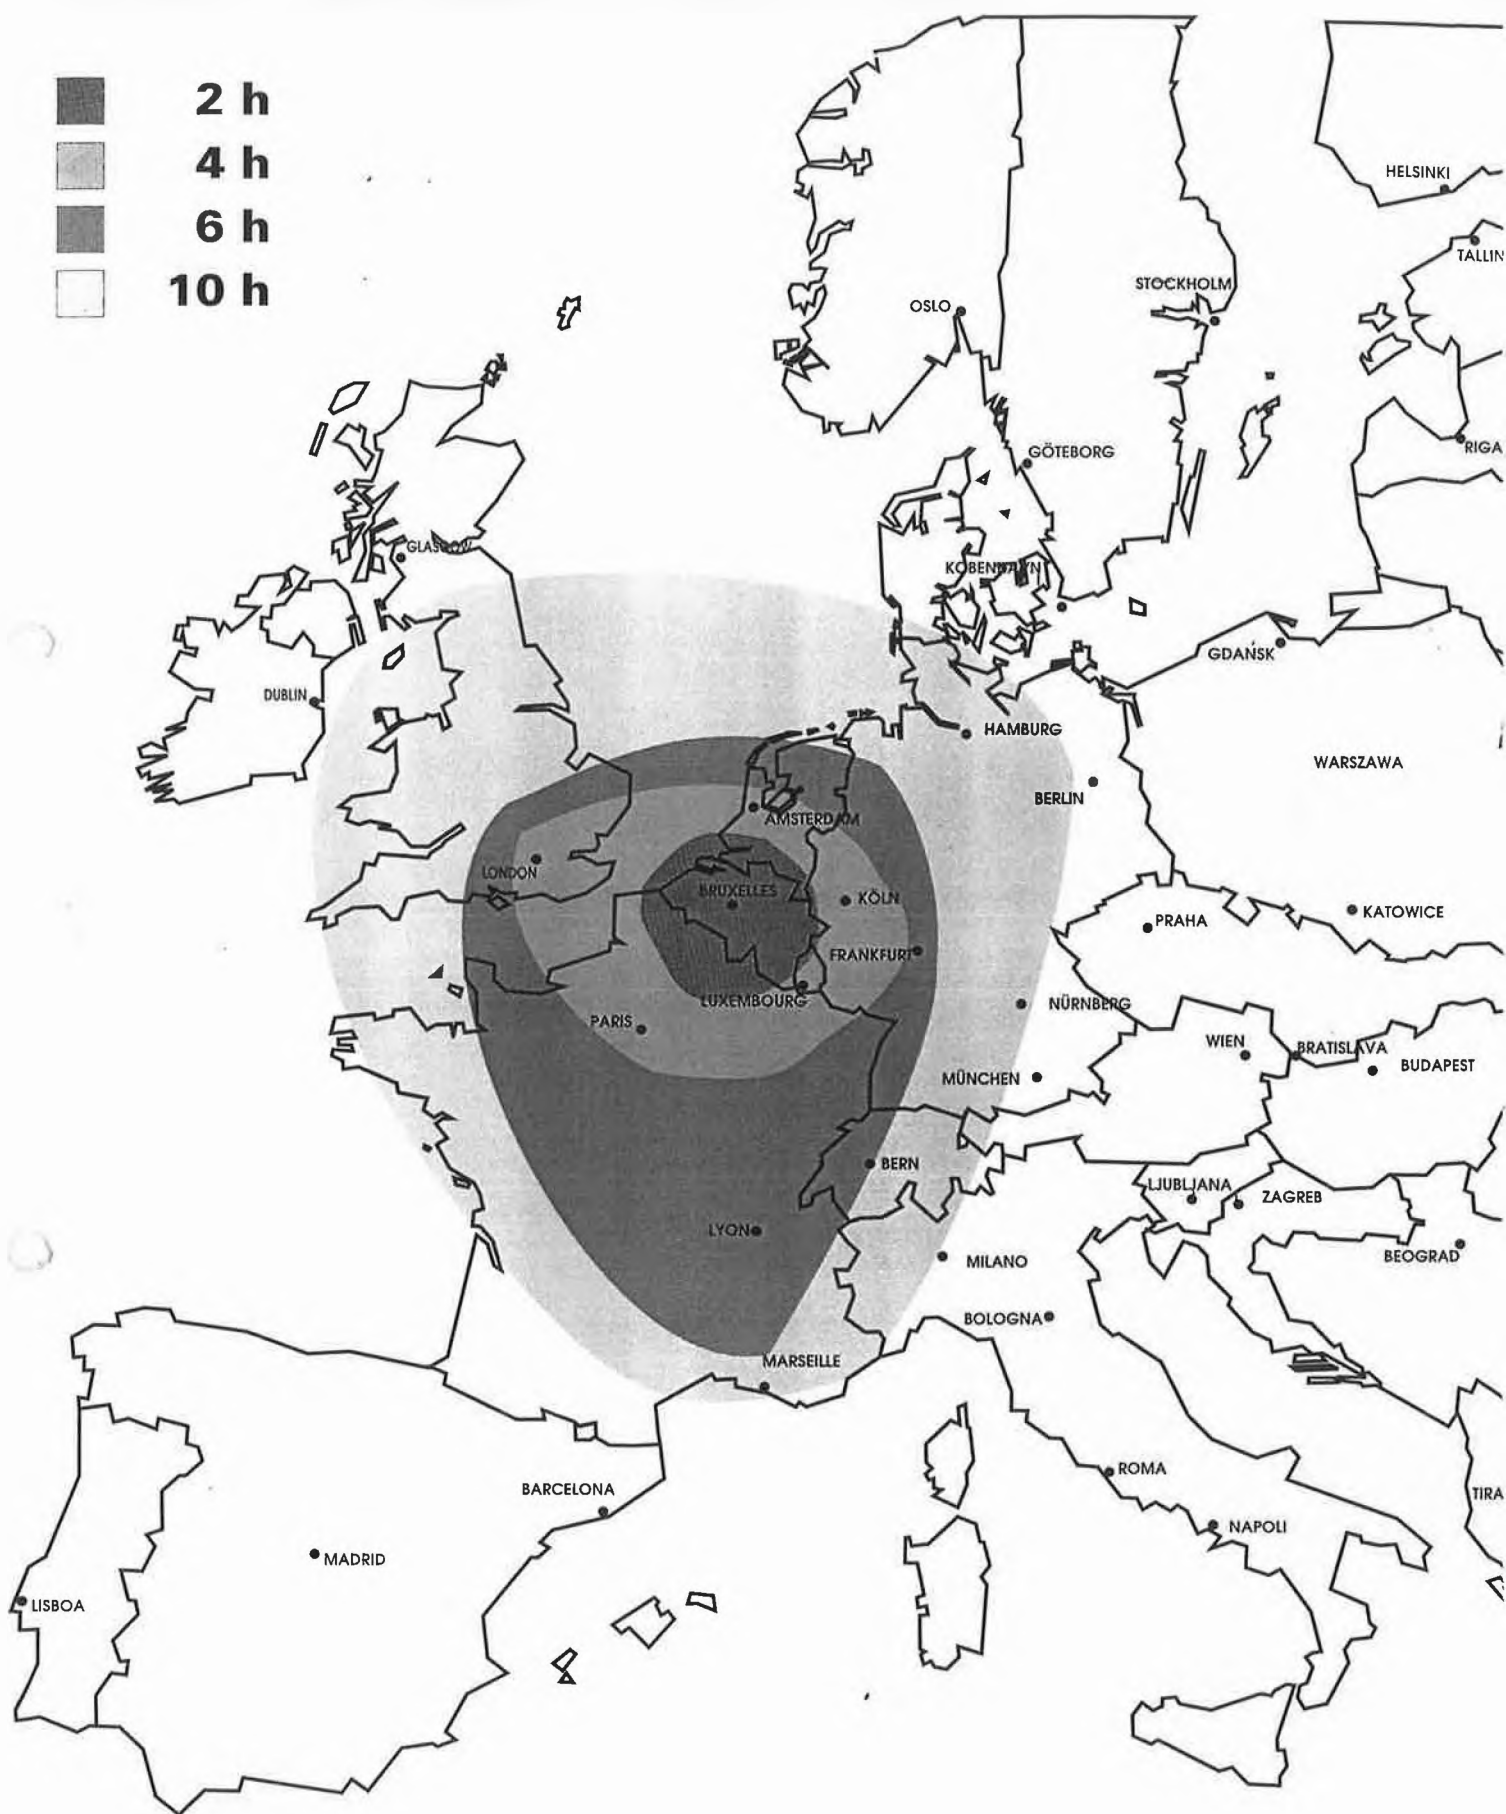 2 h
4 h
6 h
10 h
HELSINKI
TALLIN
STOCKHOLM
OSLO
RIGA
GÖTEBORG
GLASGOW
KOBENHAVN
GDAŃSK
DUBLIN
HAMBURG
WARSZAWA
BERLIN
AMSTERDAM
LONDON
BRUXELLES
KÖLN
KATOWICE
PRAHA
FRANKFURT
LUXEMBOURG
NÜRNBERG
PARIS
WIEN
BRATISLAVA
BUDAPEST
MÜNCHEN
BERN
LJUBLJANA
ZAGREB
LYON
BEOGRAD
MILANO
BOLOGNA
MARSEILLE
ROMA
BARCELONA
TIRA
NAPOLI
MADRID
LISBOA